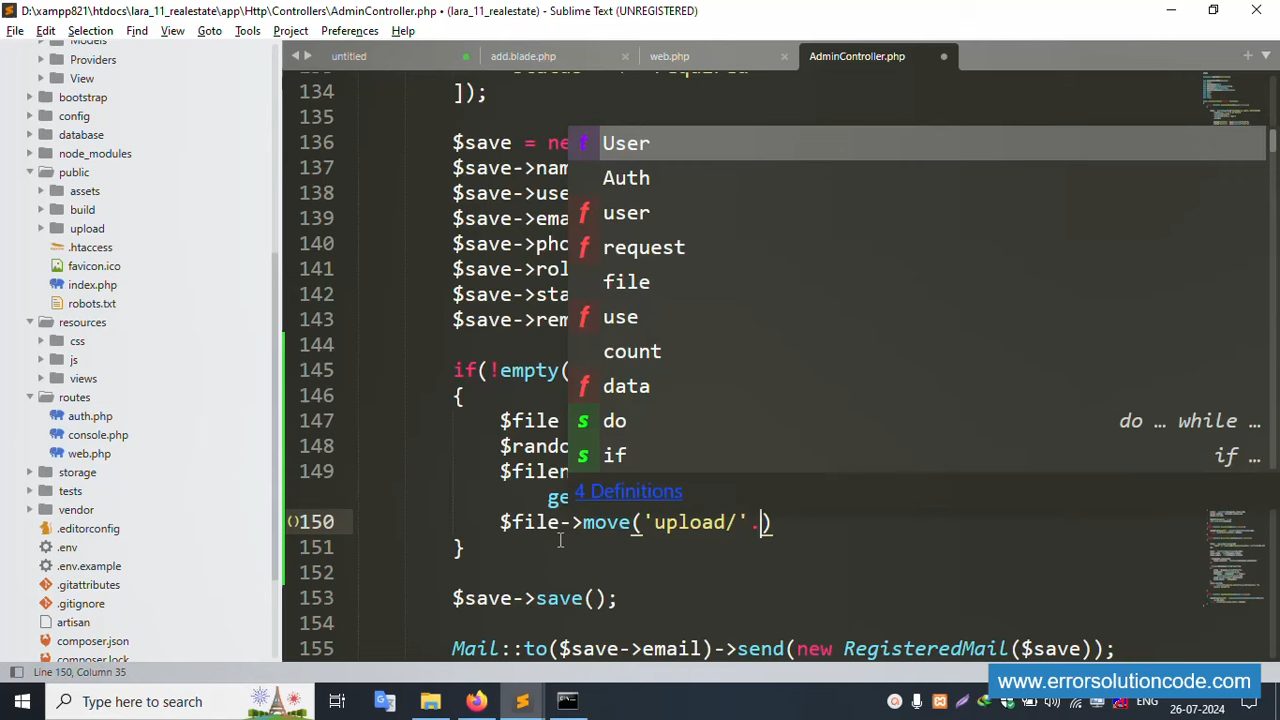 D:\xampp821\htdocs\lara_11_realestate\app\Http\Controllers\AdminController.php • (lara_11_realestate) - Sublime Text (UNREGISTERED)
File Edit Selection Find View Goto Tools Project Preferences Help
untitled add.blade.php web.php AdminController.php
Models
Providers
View
bootstrap
config
database
node_modules
public
assets
build
upload
.htaccess
favicon.ico
index.php
robots.txt
resources
css
js
views
routes
auth.php
console.php
web.php
storage
tests
vendor
.editorconfig
.env
.env.example
.gitattributes
.gitignore
artisan
composer.json
composer.lock
134 ]);
135
136 $save = ne
137 $save->nam
138 $save->use
139 $save->ema
140 $save->pho
141 $save->rol
142 $save->sta
143 $save->rem
144
145 if(!empty(
146 {
147 $file
148 $rando
149 $filen
ge
150 $file->move('upload/'.)
151 }
152
153 $save->save();
154
155 Mail::to($save->email)->send(new RegisteredMail($save));
f User
Auth
f user
f request
file
f use
count
f data
s do do … while …
s if if …
4 Definitions
Line 150, Column 35
www.errorsolutioncode.com
Type here to search
ENG
26-07-2024